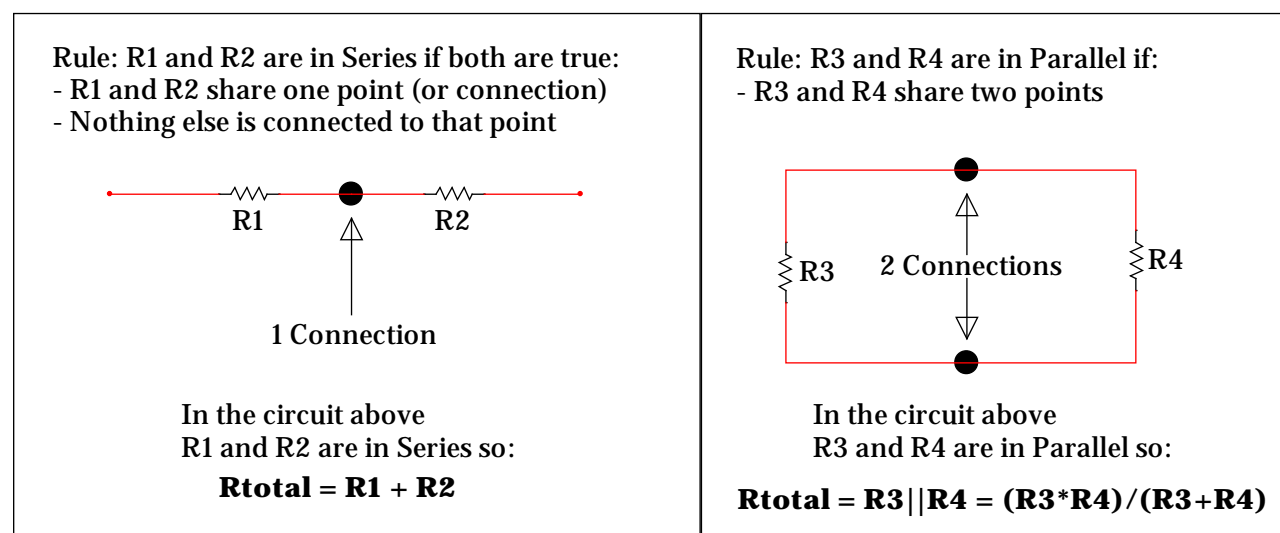 Rule: R1 and R2 are in Series if both are true:
- R1 and R2 share one point (or connection)
- Nothing else is connected to that point
R1
R2
1 Connection
In the circuit above
R1 and R2 are in Series so:
Rtotal = R1 + R2
Rule: R3 and R4 are in Parallel if:
- R3 and R4 share two points
R3
2 Connections
R4
In the circuit above
R3 and R4 are in Parallel so:
Rtotal = R3||R4 = (R3*R4)/(R3+R4)